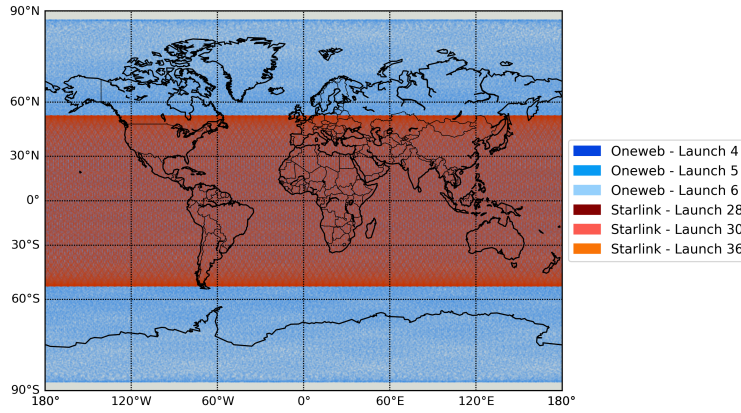 90°N
60°N
30°N
0°
30°S
60°S
90°S
180° 120°W 60°W 0° 60°E 120°E 180°
Oneweb - Launch 4
Oneweb - Launch 5
Oneweb - Launch 6
Starlink - Launch 28
Starlink - Launch 30
Starlink - Launch 36